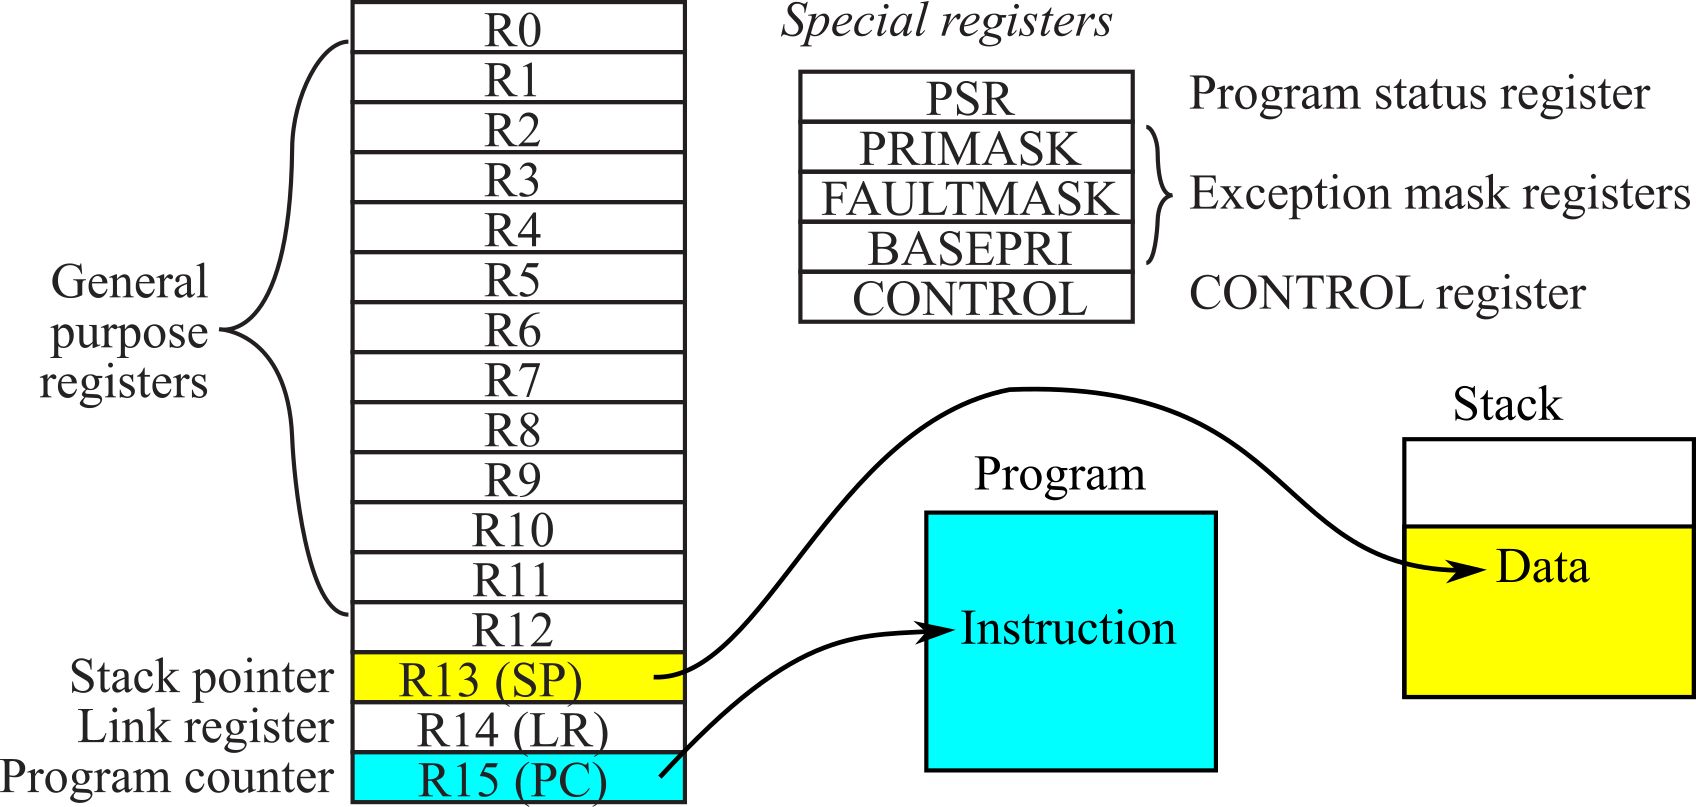 R0
R1
R2
R3
R4
R5
R6
R7
R8
R9
R10
R11
R12
R13 (SP)
R14 (LR)
R15 (PC)
General
purpose
registers
Stack pointer
Link register
Program counter
Special registers
PSR
PRIMASK
FAULTMASK
BASEPRI
CONTROL
Program status register
Exception mask registers
CONTROL register
Program
Instruction
Stack
Data